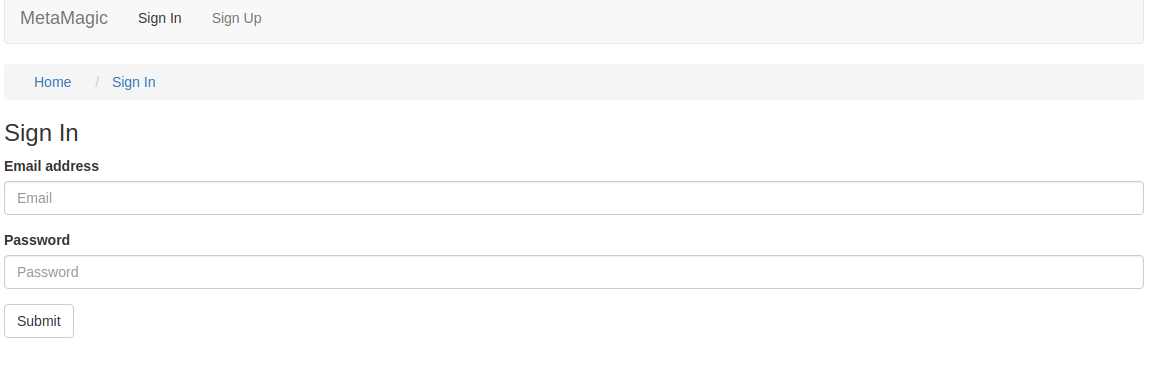 MetaMagic Sign In Sign Up
Home / Sign In
Sign In
Email address
Email
Password
Password
Submit